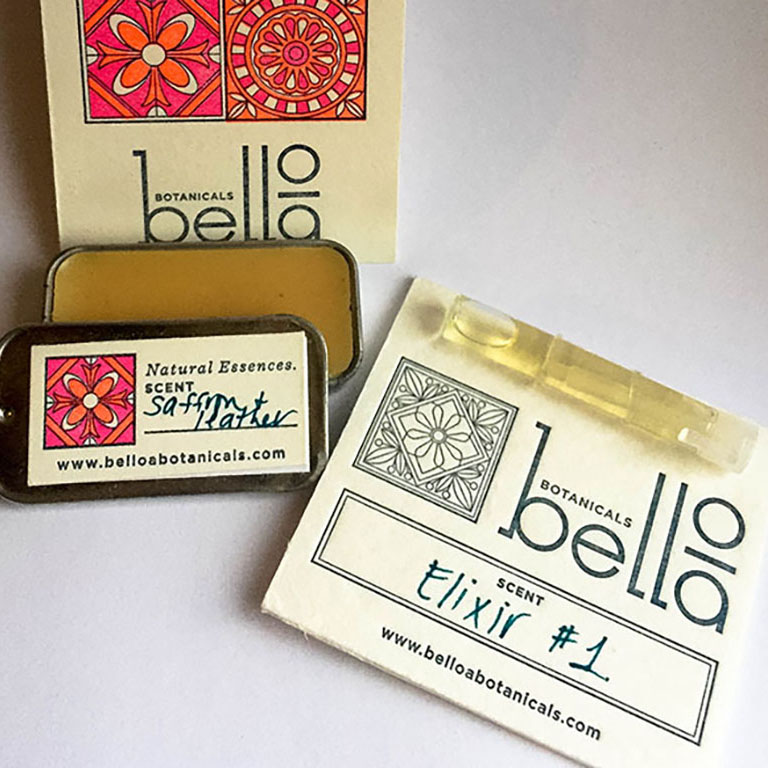 BOTANICALS
bello
a
Natural Essences.
SCENT
Saffron +
leather
www.belloabotanicals.com
BOTANICALS
bello
a
SCENT
Elixir #1
www.belloabotanicals.com